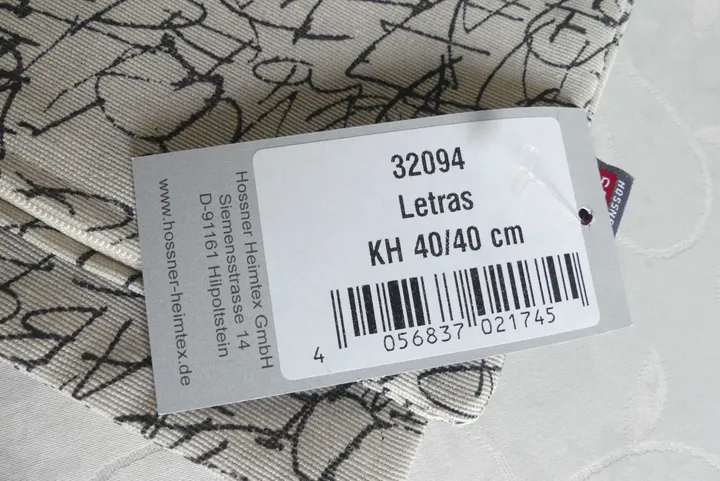 32094
Letras
KH 40/40 cm
4 056837 021745
Hossner Heimtex GmbH
Siemensstrasse 14
D-91161 Hilpoltstein
www.hossner-heimtex.de